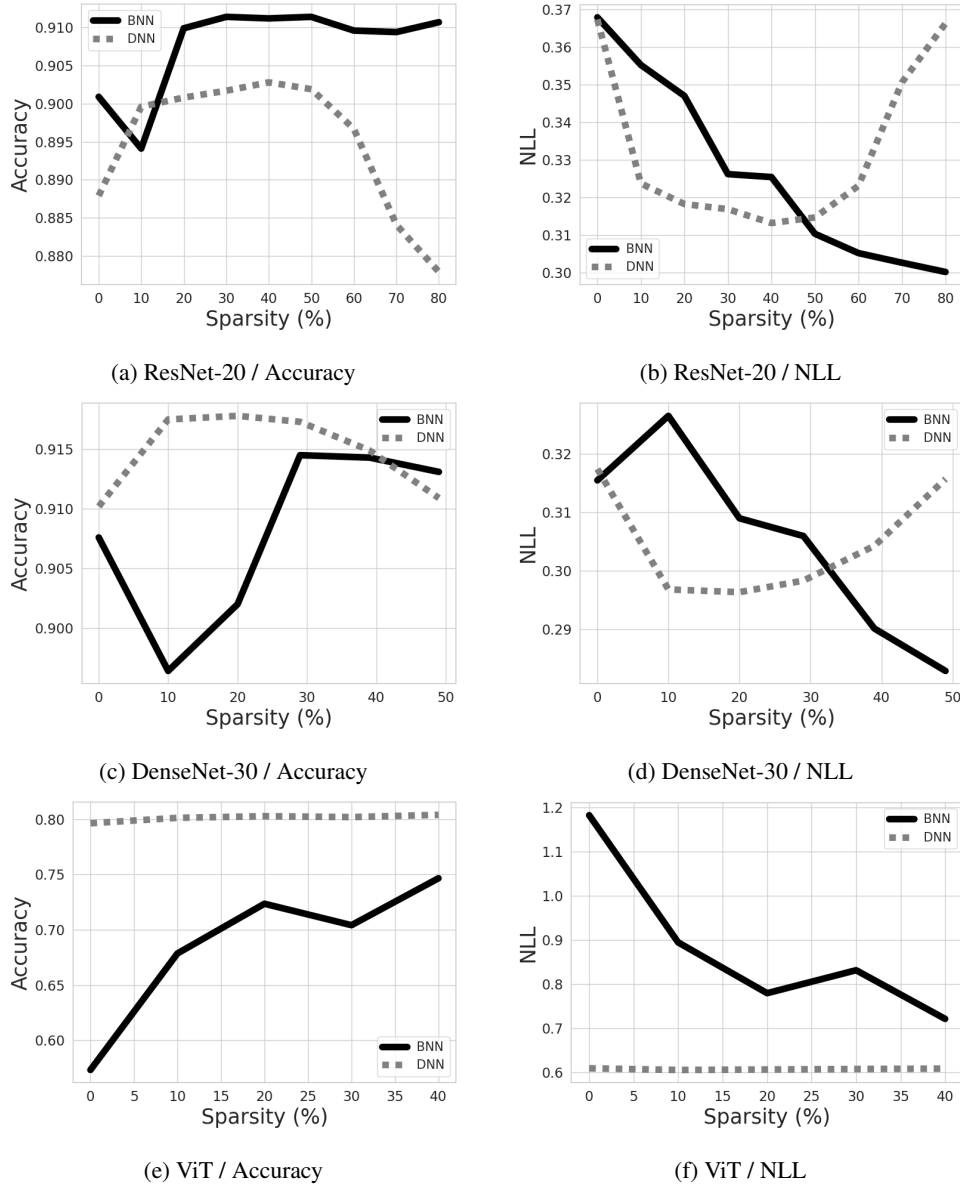 Accuracy
0.910
0.905
0.900
0.895
0.890
0.885
0.880
BNN
DNN
0 10 20 30 40 50 60 70 80
Sparsity (%)
(a) ResNet-20 / Accuracy
NLL
0.37
0.36
0.35
0.34
0.33
0.32
0.31
0.30
BNN
DNN
0 10 20 30 40 50 60 70 80
Sparsity (%)
(b) ResNet-20 / NLL
Accuracy
0.915
0.910
0.905
0.900
BNN
DNN
0 10 20 30 40 50
Sparsity (%)
(c) DenseNet-30 / Accuracy
NLL
0.32
0.31
0.30
0.29
BNN
DNN
0 10 20 30 40 50
Sparsity (%)
(d) DenseNet-30 / NLL
Accuracy
0.80
0.75
0.70
0.65
0.60
BNN
DNN
0 5 10 15 20 25 30 35 40
Sparsity (%)
(e) ViT / Accuracy
NLL
1.2
1.1
1.0
0.9
0.8
0.7
0.6
BNN
DNN
0 5 10 15 20 25 30 35 40
Sparsity (%)
(f) ViT / NLL